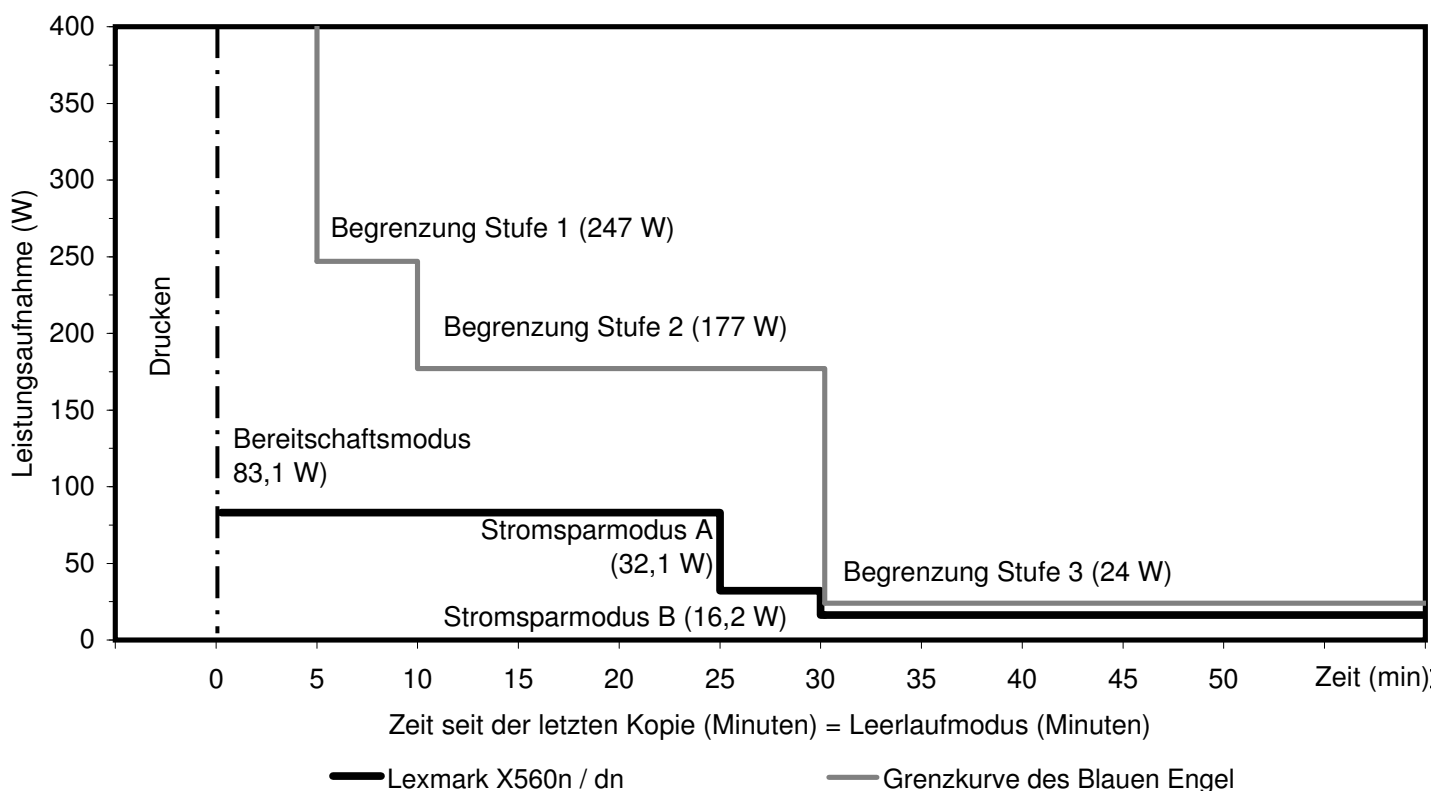 400
350
300
250
200
150
100
50
0
Leistungsaufnahme (W)
Drucken
Begrenzung Stufe 1 (247 W)
Begrenzung Stufe 2 (177 W)
Bereitschaftsmodus
83,1 W)
Stromsparmodus A
(32,1 W)
Begrenzung Stufe 3 (24 W)
Stromsparmodus B (16,2 W)
0 5 10 15 20 25 30 35 40 45 50 Zeit (min)
Zeit seit der letzten Kopie (Minuten) = Leerlaufmodus (Minuten)
Lexmark X560n / dn Grenzkurve des Blauen Engel